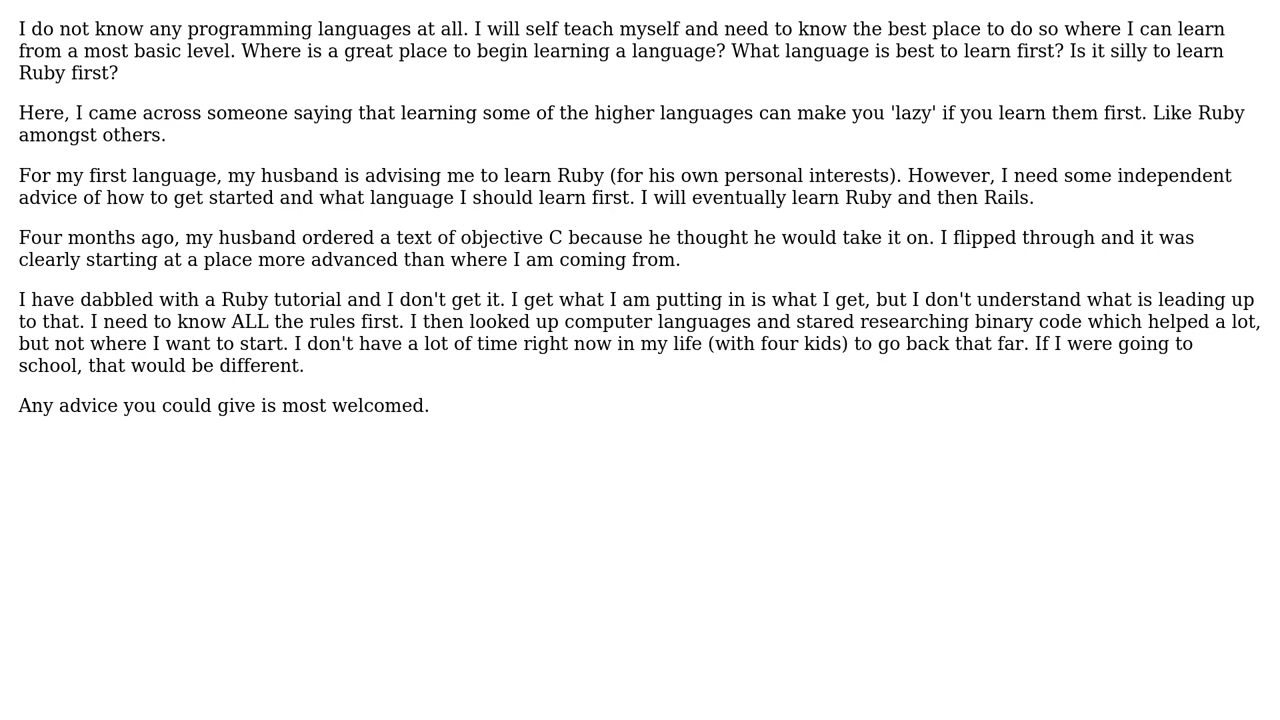 I do not know any programming languages at all. I will self teach myself and need to know the best place to do so where I can learn
from a most basic level. Where is a great place to begin learning a language? What language is best to learn first? Is it silly to learn
Ruby first?
Here, I came across someone saying that learning some of the higher languages can make you 'lazy' if you learn them first. Like Ruby
amongst others.
For my first language, my husband is advising me to learn Ruby (for his own personal interests). However, I need some independent
advice of how to get started and what language I should learn first. I will eventually learn Ruby and then Rails.
Four months ago, my husband ordered a text of objective C because he thought he would take it on. I flipped through and it was
clearly starting at a place more advanced than where I am coming from.
I have dabbled with a Ruby tutorial and I don't get it. I get what I am putting in is what I get, but I don't understand what is leading up
to that. I need to know ALL the rules first. I then looked up computer languages and stared researching binary code which helped a lot,
but not where I want to start. I don't have a lot of time right now in my life (with four kids) to go back that far. If I were going to
school, that would be different.
Any advice you could give is most welcomed.